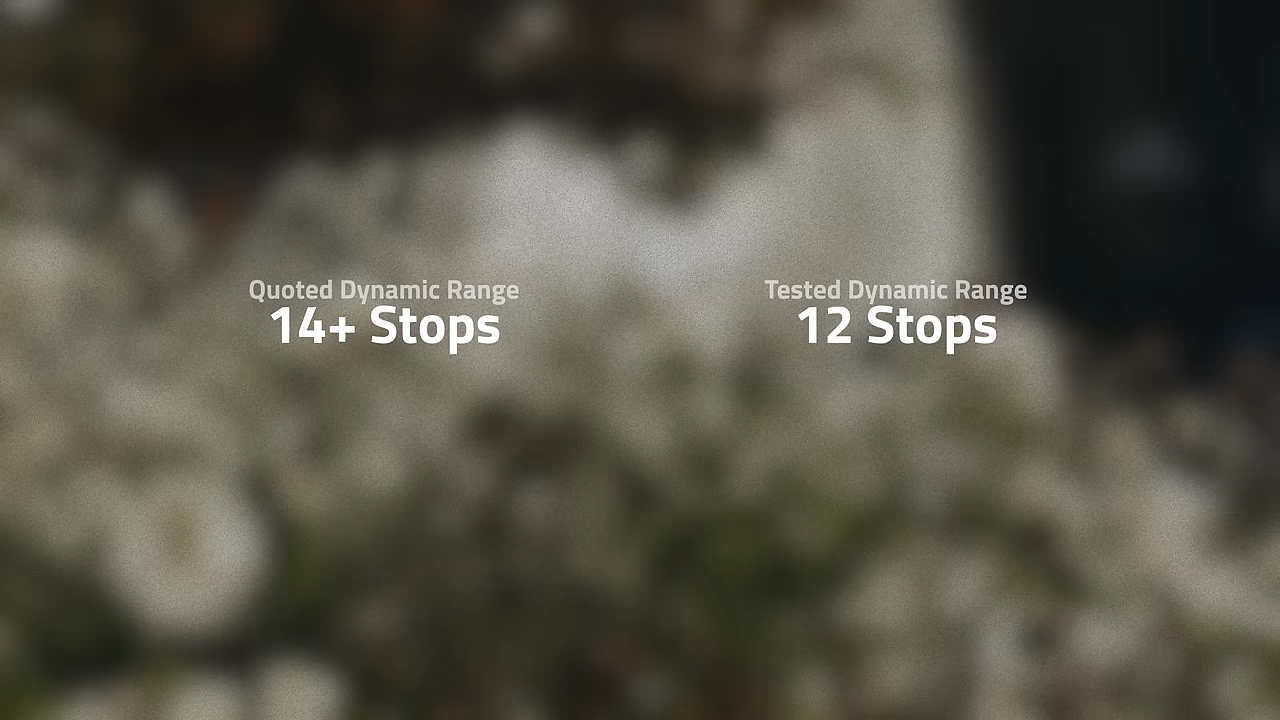 Quoted Dynamic Range
14+ Stops
Tested Dynamic Range
12 Stops